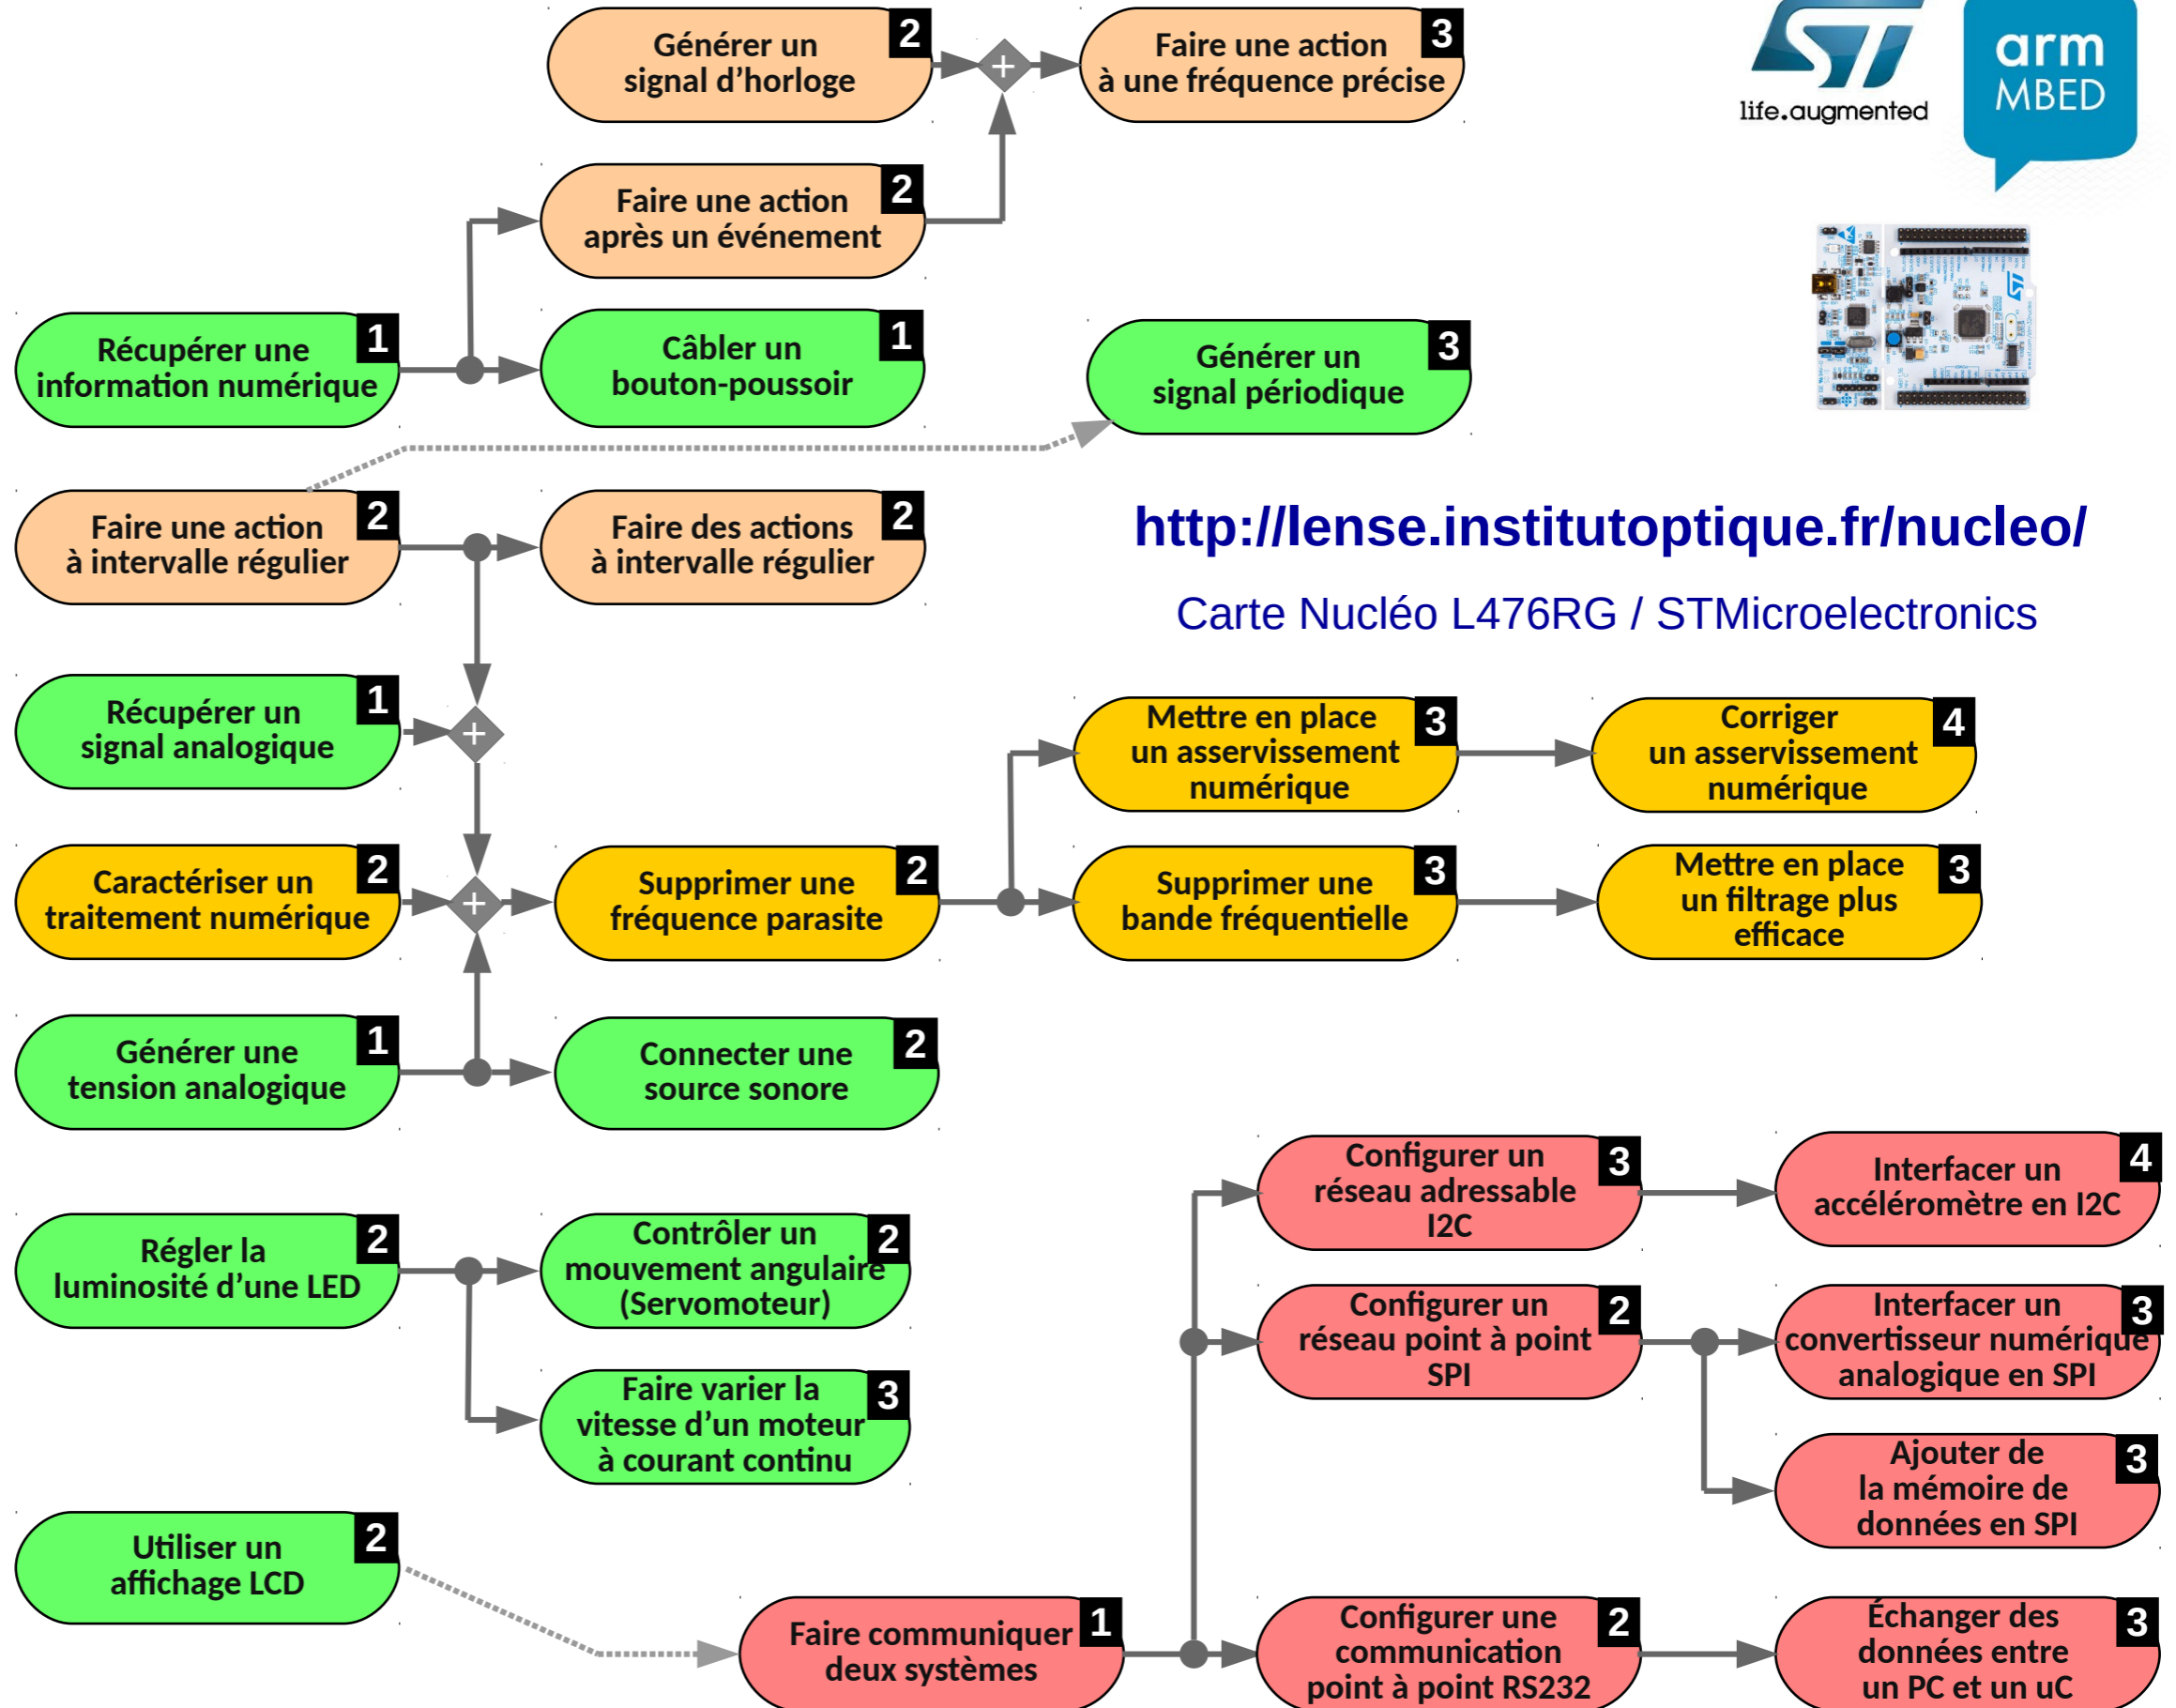 Générer un
signal d’horloge
2
Faire une action
à une fréquence précise
3
ST
life.augmented
arm
MBED
Faire une action
après un événement
2
Récupérer une
information numérique
1
Câbler un
bouton-poussoir
1
Générer un
signal périodique
3
ST
Faire une action
à intervalle régulier
2
Faire des actions
à intervalle régulier
2
http://lense.institutoptique.fr/nucleo/
Carte Nucléo L476RG / STMicroelectronics
Récupérer un
signal analogique
1
Mettre en place
un asservissement
numérique
3
Corriger
un asservissement
numérique
4
Caractériser un
traitement numérique
2
Supprimer une
fréquence parasite
2
Supprimer une
bande fréquentielle
3
Mettre en place
un filtrage plus
efficace
3
Générer une
tension analogique
1
Connecter une
source sonore
2
Configurer un
réseau adressable
I2C
3
Interfacer un
accéléromètre en I2C
4
Régler la
luminosité d’une LED
2
Contrôler un
mouvement angulaire
(Servomoteur)
2
Configurer un
réseau point à point
SPI
2
Interfacer un
convertisseur numérique
analogique en SPI
3
Faire varier la
vitesse d’un moteur
à courant continu
3
Ajouter de
la mémoire de
données en SPI
3
Utiliser un
affichage LCD
2
Faire communiquer
deux systèmes
1
Configurer une
communication
point à point RS232
2
Échanger des
données entre
un PC et un uC
3